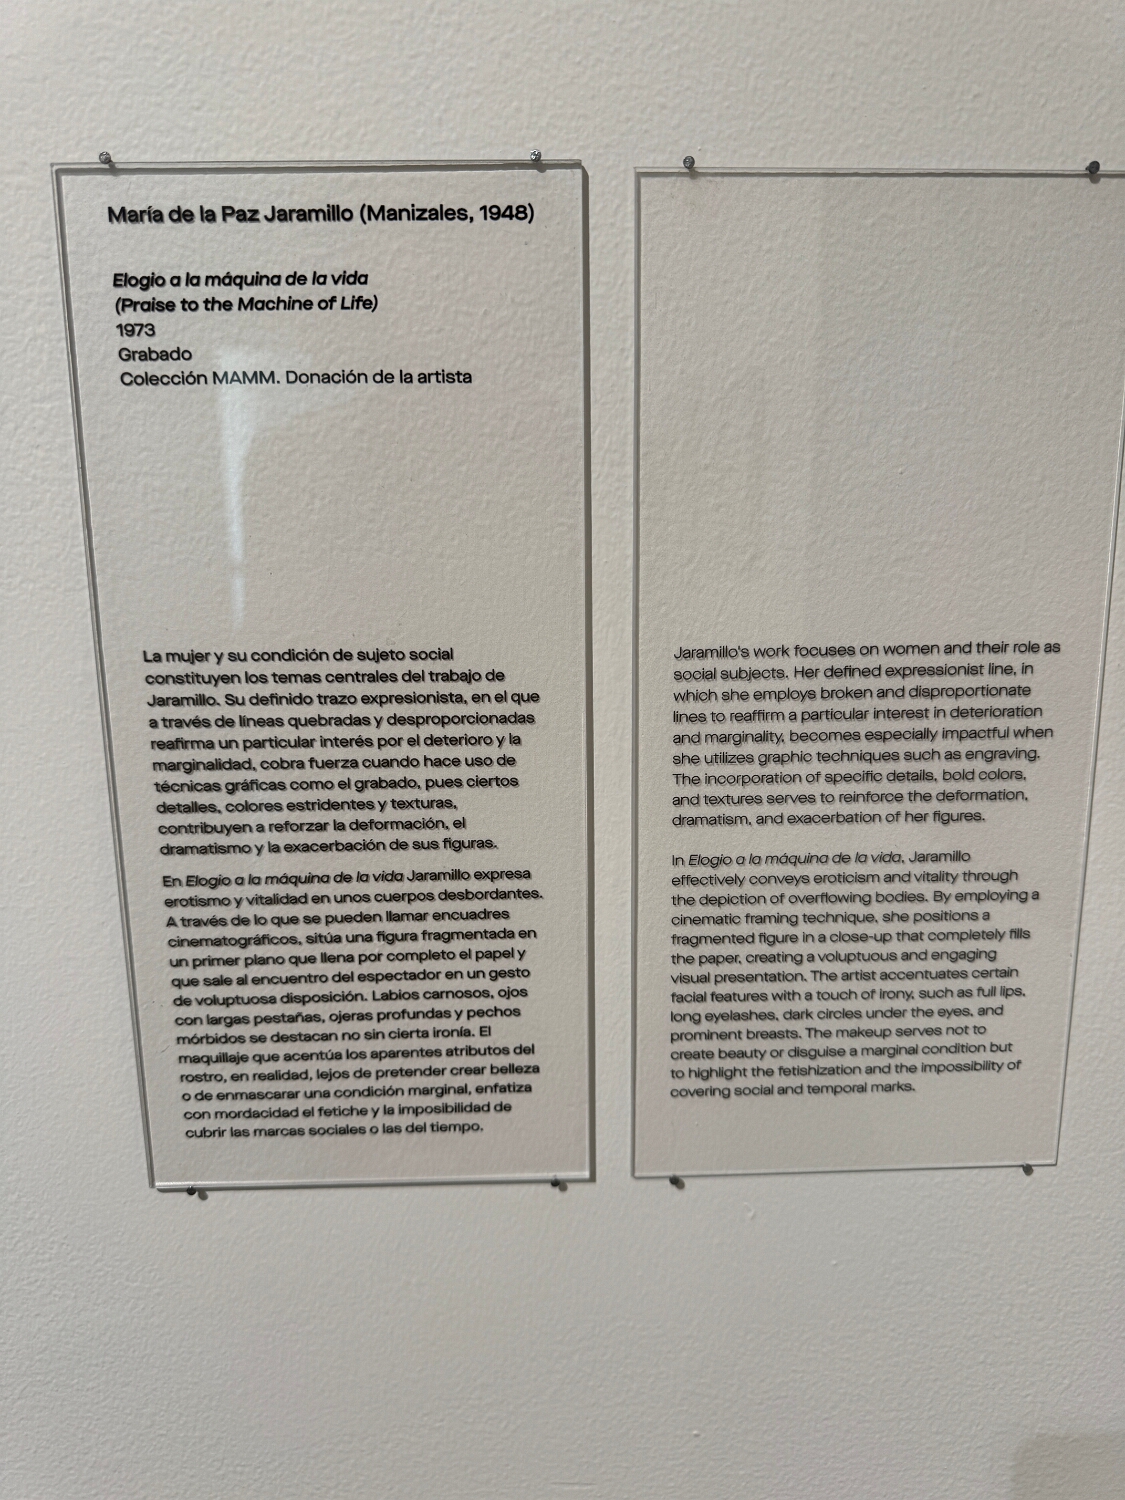 María de la Paz Jaramillo (Manizales, 1948)
Elogio a la máquina de la vida
(Praise to the Machine of Life)
1973
Grabado
Colección MAMM. Donación de la artista
La mujer y su condición de sujeto social
constituyen los temas centrales del trabajo de
Jaramillo. Su definido trazo expresionista, en el que
a través de líneas quebradas y desproporcionadas
reafirma un particular interés por el deterioro y la
marginalidad, cobra fuerza cuando hace uso de
técnicas gráficas como el grabado, pues ciertos
detalles, colores estridentes y texturas,
contribuyen a reforzar la deformación, el
dramatismo y la exacerbación de sus figuras.
En Elogio a la máquina de la vida Jaramillo expresa
erotismo y vitalidad en unos cuerpos desbordantes.
A través de lo que se pueden llamar encuadres
cinematográficos, sitúa una figura fragmentada en
un primer plano que llena por completo el papel y
que sale al encuentro del espectador en un gesto
de voluptuosa disposición. Labios carnosos, ojos
con largas pestañas, ojeras profundas y pechos
mórbidos se destacan no sin cierta ironía. El
maquillaje que acentúa los aparentes atributos del
rostro, en realidad, lejos de pretender crear belleza
o de enmascarar una condición marginal, enfatiza
con mordacidad el fetiche y la imposibilidad de
cubrir las marcas sociales o las del tiempo.
Jaramillo's work focuses on women and their role as
social subjects. Her defined expressionist line, in
which she employs broken and disproportionate
lines to reaffirm a particular interest in deterioration
and marginality, becomes especially impactful when
she utilizes graphic techniques such as engraving.
The incorporation of specific details, bold colors,
and textures serves to reinforce the deformation,
dramatism, and exacerbation of her figures.
In Elogio a la máquina de la vida, Jaramillo
effectively conveys eroticism and vitality through
the depiction of overflowing bodies. By employing a
cinematic framing technique, she positions a
fragmented figure in a close-up that completely fills
the paper, creating a voluptuous and engaging
visual presentation. The artist accentuates certain
facial features with a touch of irony, such as full lips,
long eyelashes, dark circles under the eyes, and
prominent breasts. The makeup serves not to
create beauty or disguise a marginal condition but
to highlight the fetishization and the impossibility of
covering social and temporal marks.